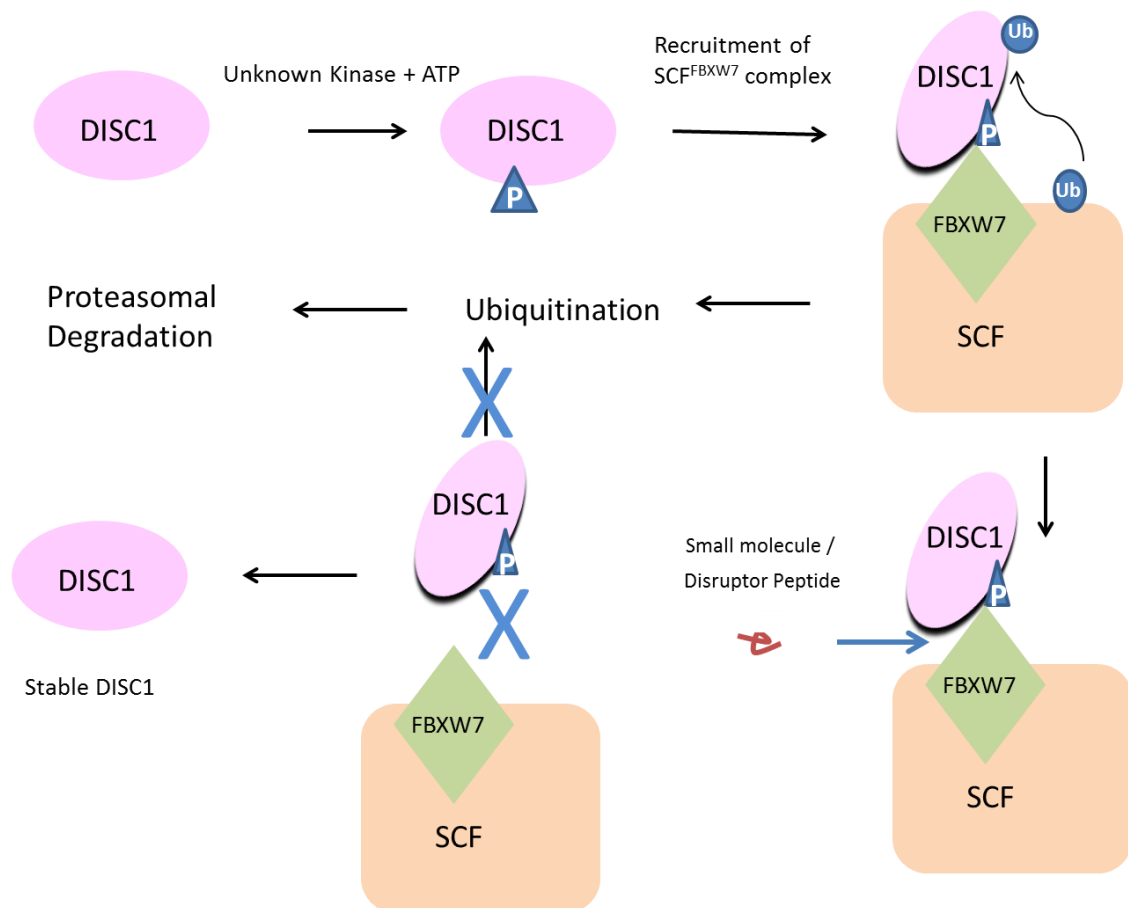 DISC1
Unknown Kinase + ATP
DISC1
P
Recruitment of
SCFFBXW7 complex
Ub
DISC1
P
Ub
FBXW7
SCF
Proteasomal
Degradation
Ubiquitination
X
DISC1
P
X
FBXW7
SCF
DISC1
Stable DISC1
Small molecule /
Disruptor Peptide
DISC1
P
FBXW7
SCF